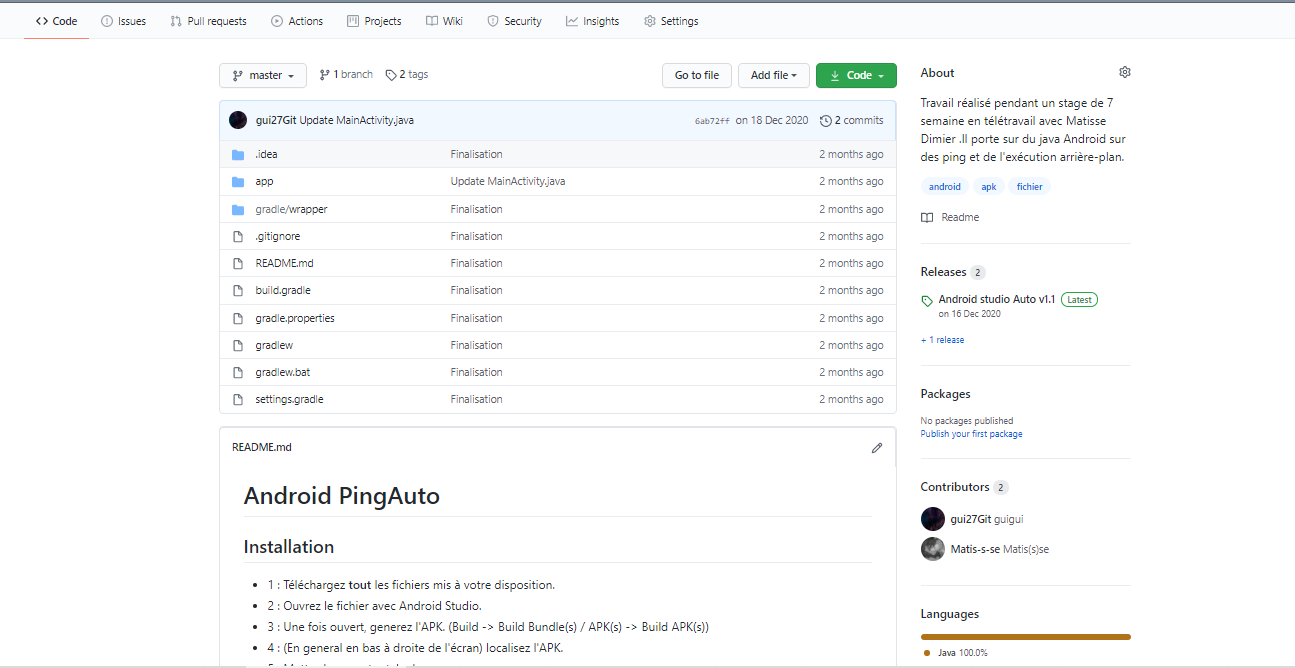 Code Issues Pull requests Actions Projects Wiki Security Insights Settings
master 1 branch 2 tags Go to file Add file Code
gui27Git Update MainActivity.java 6ab72ff on 18 Dec 2020 2 commits
.idea Finalisation 2 months ago
app Update MainActivity.java 2 months ago
gradle/wrapper Finalisation 2 months ago
.gitignore Finalisation 2 months ago
README.md Finalisation 2 months ago
build.gradle Finalisation 2 months ago
gradle.properties Finalisation 2 months ago
gradlew Finalisation 2 months ago
gradlew.bat Finalisation 2 months ago
settings.gradle Finalisation 2 months ago
README.md
Android PingAuto
Installation
1 : Téléchargez tout les fichiers mis à votre disposition.
2 : Ouvrez le fichier avec Android Studio.
3 : Une fois ouvert, generez l'APK. (Build -> Build Bundle(s) / APK(s) -> Build APK(s))
4 : (En general en bas à droite de l'écran) localisez l'APK.
About
Travail réalisé pendant un stage de 7
semaine en télétravail avec Matisse
Dimier .Il porte sur du java Android sur
des ping et de l'exécution arrière-plan.
android apk fichier
Readme
Releases 2
Android studio Auto v1.1 Latest
on 16 Dec 2020
+ 1 release
Packages
No packages published
Publish your first package
Contributors 2
gui27Git guigui
Matis-s-se Matis(s)se
Languages
Java 100.0%